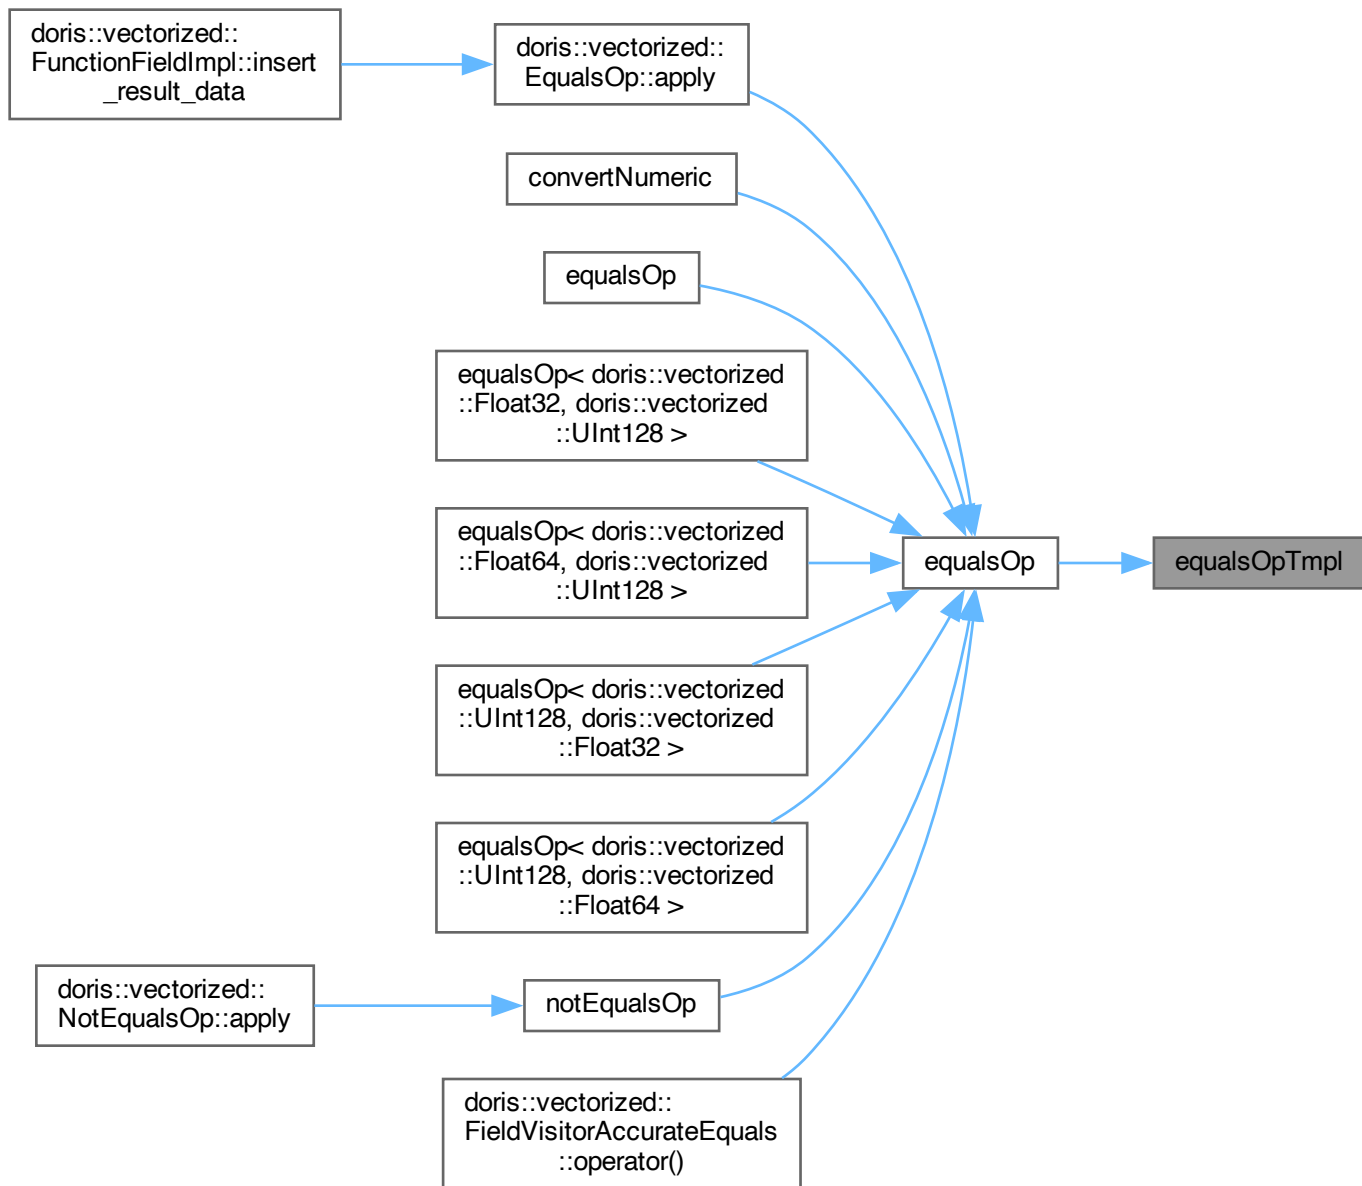 doris::vectorized::
FunctionFieldImpl::insert
_result_data
doris::vectorized::
EqualsOp::apply
convertNumeric
equalsOp
equalsOp< doris::vectorized
::Float32, doris::vectorized
::UInt128 >
equalsOp< doris::vectorized
::Float64, doris::vectorized
::UInt128 >
equalsOp
equalsOpTmpl
equalsOp< doris::vectorized
::UInt128, doris::vectorized
::Float32 >
equalsOp< doris::vectorized
::UInt128, doris::vectorized
::Float64 >
doris::vectorized::
NotEqualsOp::apply
notEqualsOp
doris::vectorized::
FieldVisitorAccurateEquals
::operator()